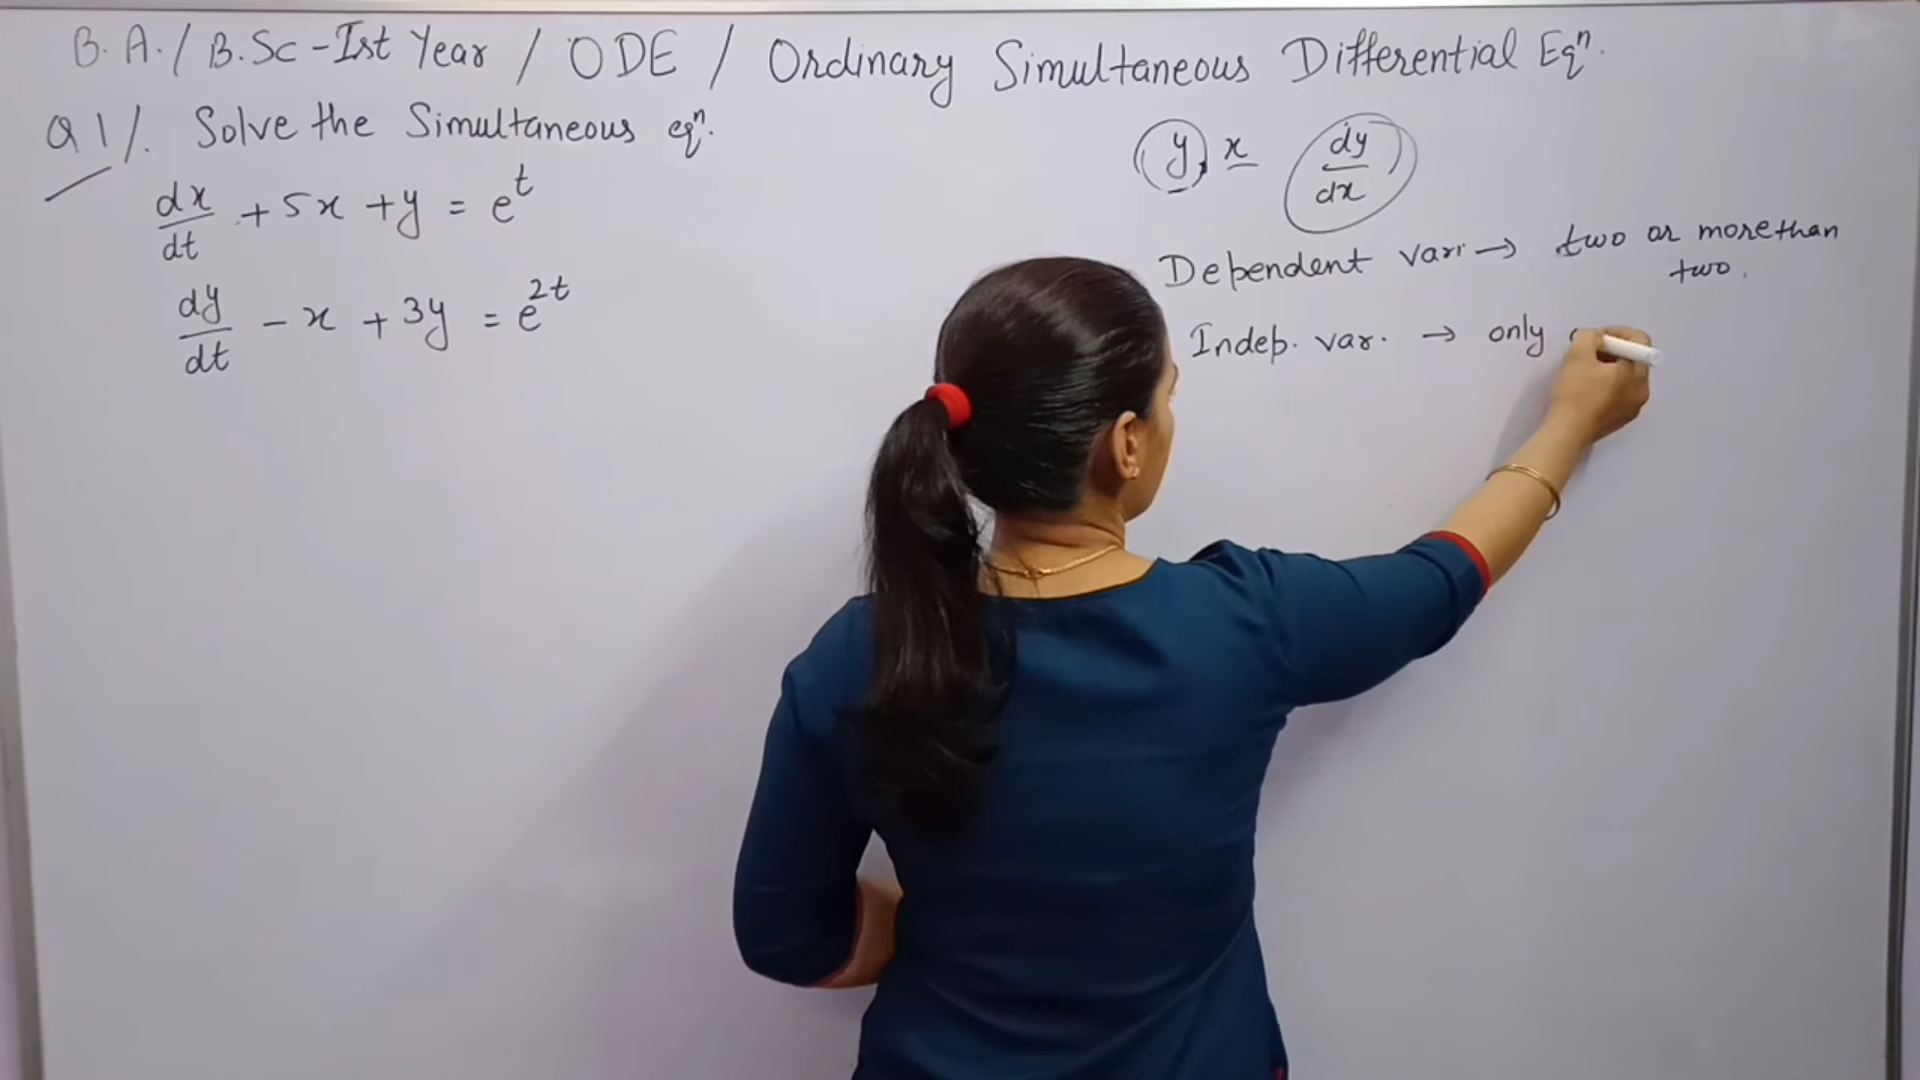 B.A./B.Sc-Ist Year / ODE / Ordinary Simultaneous Differential Eqⁿ.
Q1/. Solve the Simultaneous eqⁿ.
dx/dt + 5x + y = e^t
dy/dt - x + 3y = e^2t
y, x dy/dx
Dependent vari → two or more than
two.
Indep. var. → only